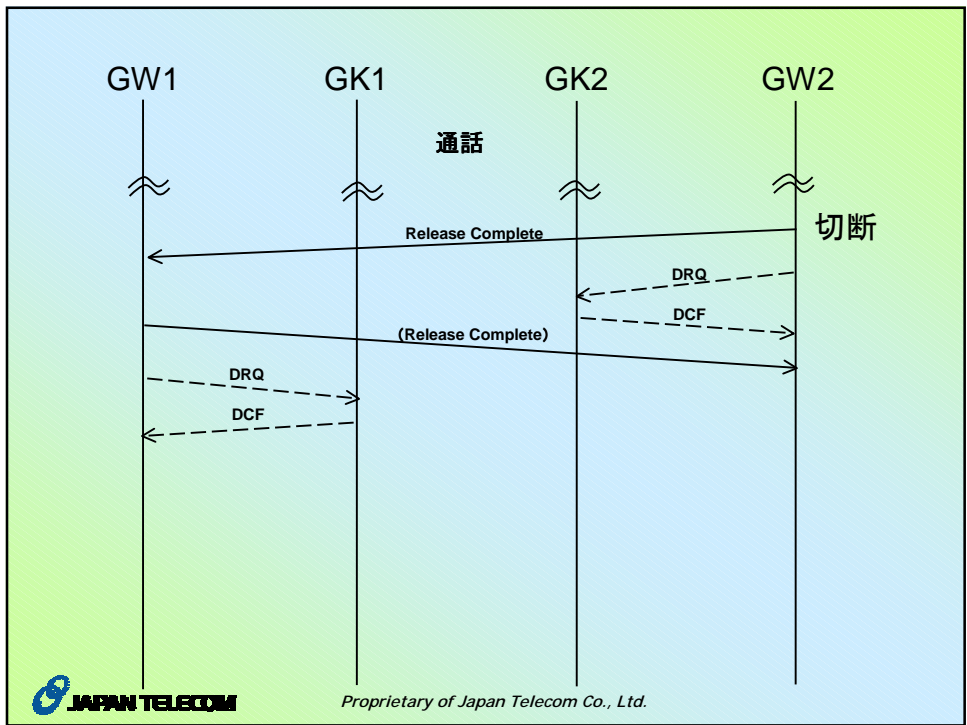 GW1 GK1 GK2 GW2
通話
切断
Release Complete
DRQ
DCF
(Release Complete)
DRQ
DCF
JAPAN TELECOM
Proprietary of Japan Telecom Co., Ltd.